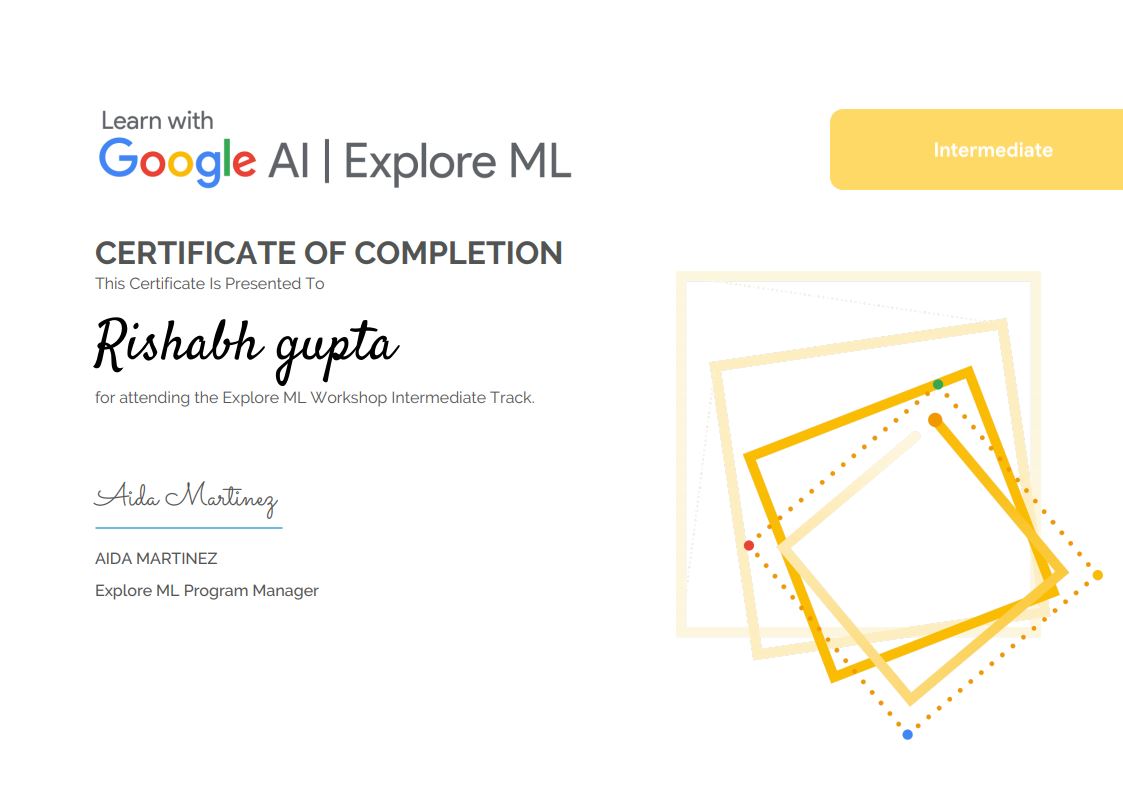 Learn with
Google AI | Explore ML
Intermediate
CERTIFICATE OF COMPLETION
This Certificate Is Presented To
Rishabh gupta
for attending the Explore ML Workshop Intermediate Track.
Aida Martinez
AIDA MARTINEZ
Explore ML Program Manager